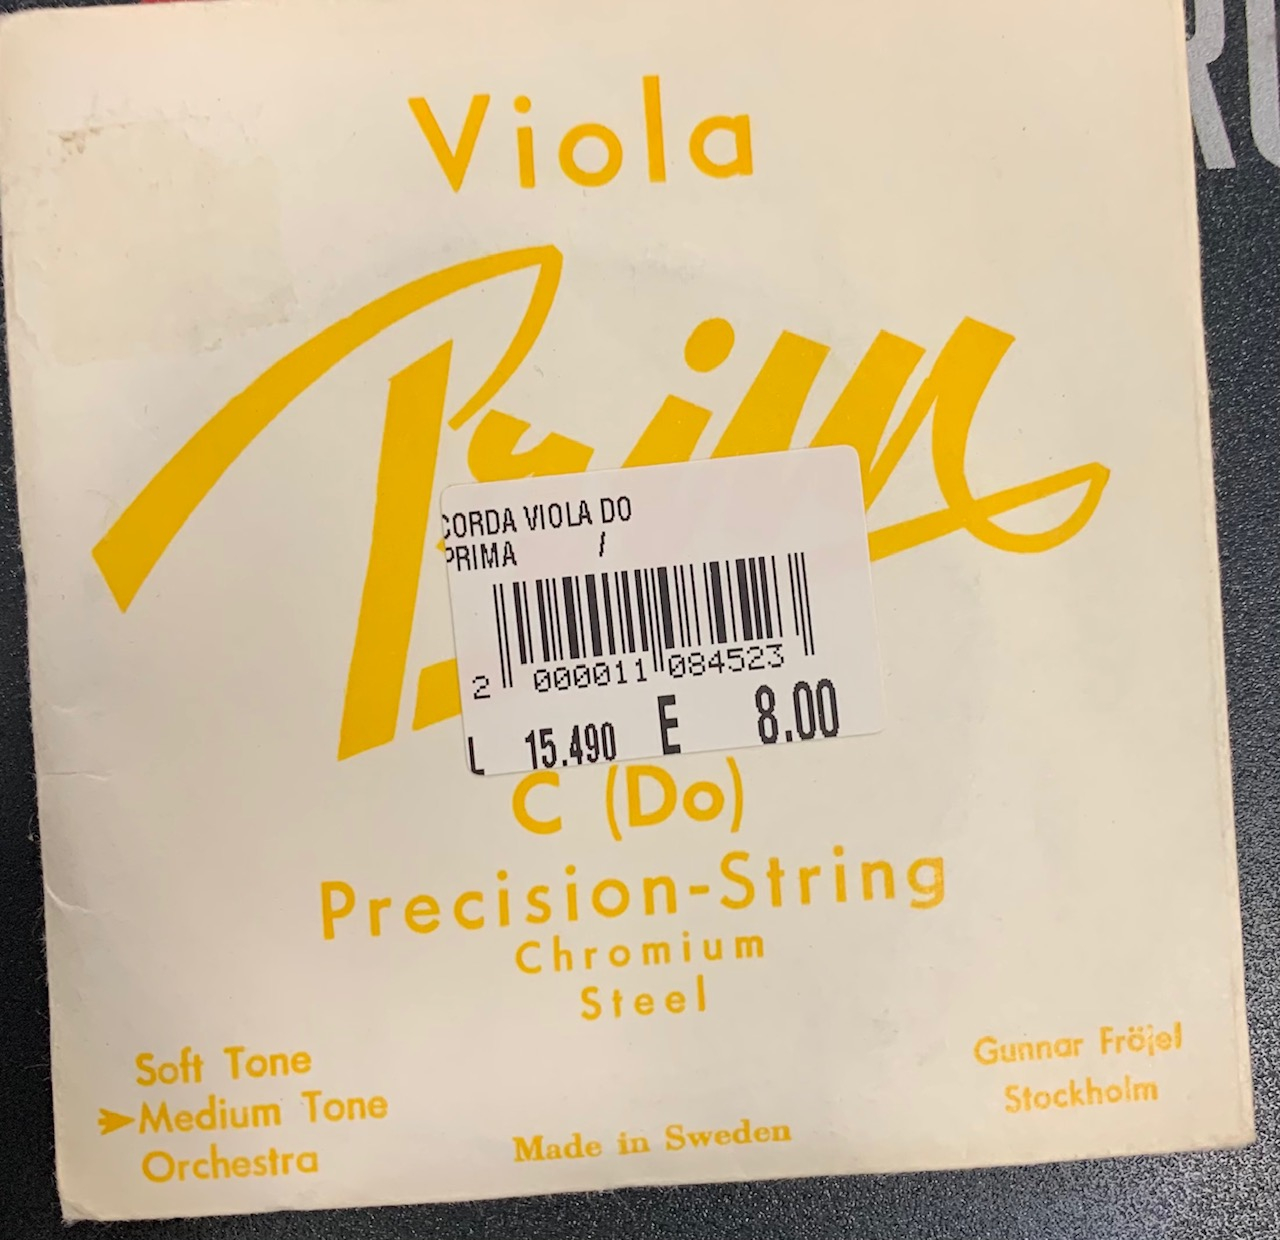 Viola
Prim
CORDA VIOLA DO
PRIMA /
2 000011 084523
L 15.490 E 8.00
C (Do)
Precision-String
Chromium
Steel
Soft Tone
Medium Tone
Orchestra
Made in Sweden
Gunnar Fröjel
Stockholm